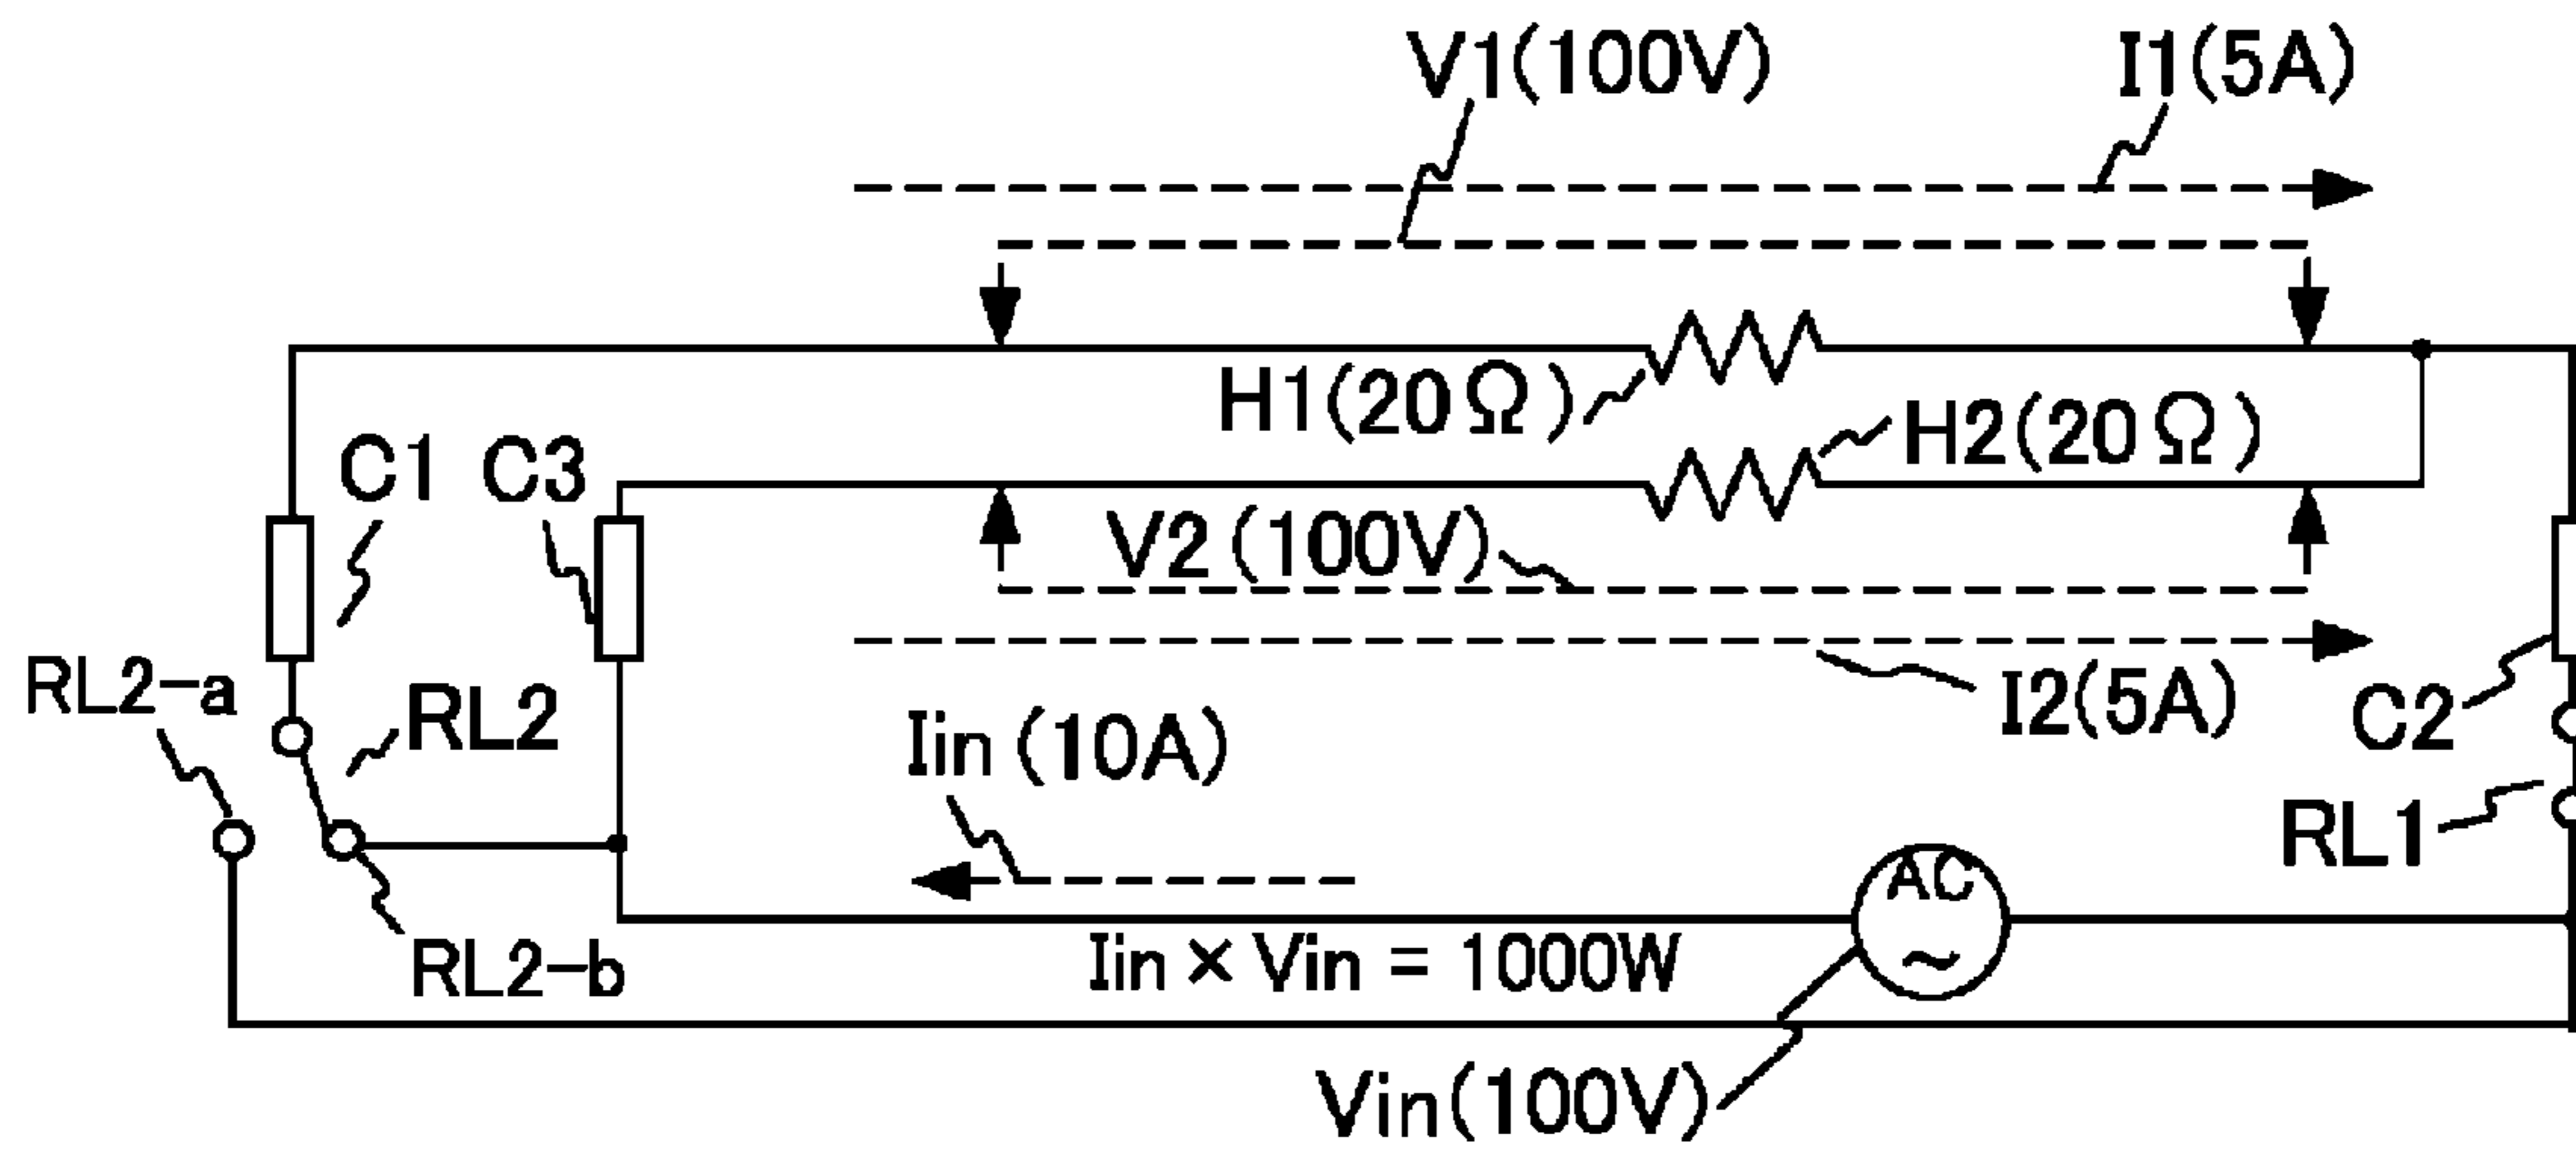 V1(100V)
I1(5A)
H1(20Ω)
H2(20Ω)
C1
C3
V2(100V)
RL2-a
RL2
I2(5A)
C2
Iin(10A)
RL1
AC
~
RL2-b
Iin × Vin = 1000W
Vin(100V)